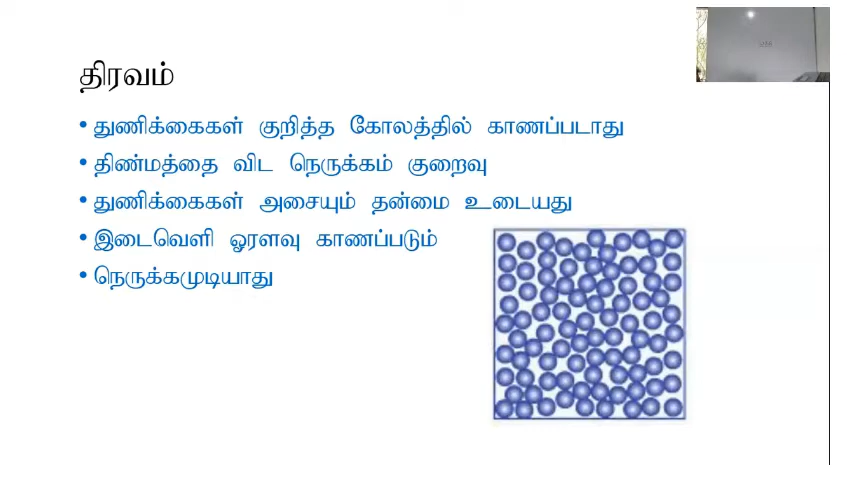 திரவம்
• துணிக்கைகள் குறித்த கோலத்தில் காணப்படாது
• திண்மத்தை விட நெருக்கம் குறைவு
• துணிக்கைகள் அசையும் தன்மை உடையது
• இடைவெளி ஓரளவு காணப்படும்
• நெருக்கமுடியாது